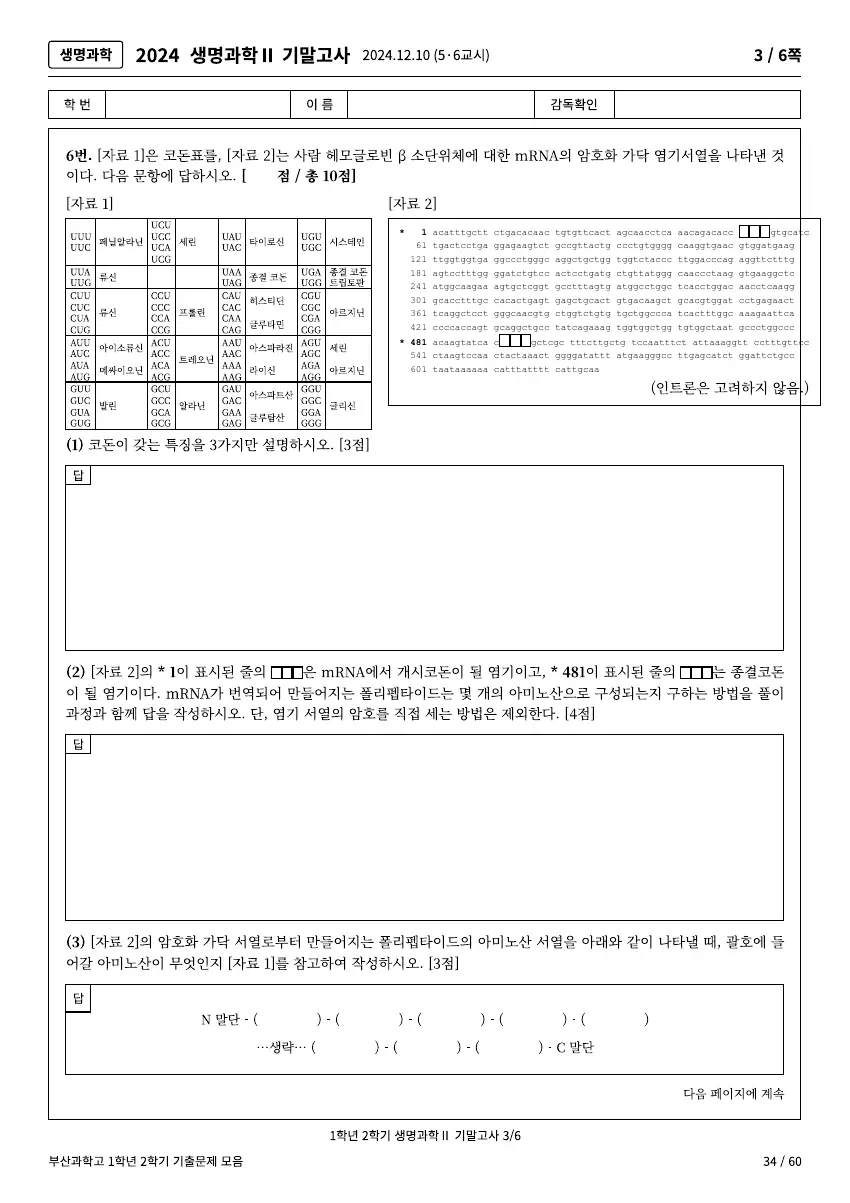 생명과학 2024 생명과학Ⅱ 기말고사 2024.12.10 (5·6교시) 3 / 6쪽
학 번 이 름 감독확인
6번. [자료 1]은 코돈표를, [자료 2]는 사람 헤모글로빈 β 소단위체에 대한 mRNA의 암호화 가닥 염기서열을 나타낸 것
이다. 다음 문항에 답하시오. [ 점 / 총 10점]
[자료 1]
UUU UUC 페닐알라닌 UCU UCC UCA UCG 세린 UAU UAC 타이로신 UGU UGC 시스테인
UUA UUG 류신 UAA UAG 종결 코돈 UGA 종결 코돈 UGG 트립토판
CUU CUC CUA CUG 류신 CCU CCC CCA CCG 프롤린 CAU CAC 히스티딘 CAA CAG 글루타민 CGU CGC CGA CGG 아르지닌
AUU AUC AUA 아이소류신 AUG 메싸이오닌 ACU ACC ACA ACG 트레오닌 AAU AAC 아스파라진 AAA AAG 라이신 AGU AGC 세린 AGA AGG 아르지닌
GUU GUC GUA GUG 발린 GCU GCC GCA GCG 알라닌 GAU GAC 아스파트산 GAA GAG 글루탐산 GGU GGC GGA GGG 글리신
[자료 2]
* 1 acatttgctt ctgacacaac tgtgttcact agcaacctca aacagacacc □□□gtgcatc
61 tgactcctga ggagaagtct gccgttactg ccctgtgggg caaggtgaac gtggatgaag
121 ttggtggtga ggccctgggc aggctgctgg tggtctaccc ttggacccag aggttctttg
181 agtcctttgg ggatctgtcc actcctgatg ctgttatggg caaccctaag gtgaaggctc
241 atggcaagaa agtgctcggt gcctttagtg atggcctggc tcacctggac aacctcaagg
301 gcacctttgc cacactgagt gagctgcact gtgacaagct gcacgtggat cctgagaact
361 tcaggctcct gggcaacgtg ctggtctgtg tgctggccca tcactttggc aaagaattca
421 ccccaccagt gcaggctgcc tatcagaaag tggtggctgg tgtggctaat gccctggccc
* 481 acaagtatca c□□□gctcgc tttcttgctg tccaatttct attaaaggtt cctttgttcc
541 ctaagtccaa ctactaaact ggggatattt atgaagggcc ttgagcatct ggattctgcc
601 taataaaaaa catttatttt cattgcaa
(인트론은 고려하지 않음.)
(1) 코돈이 갖는 특징을 3가지만 설명하시오. [3점]
답
(2) [자료 2]의 * 1이 표시된 줄의 □□□은 mRNA에서 개시코돈이 될 염기이고, * 481이 표시된 줄의 □□□는 종결코돈
이 될 염기이다. mRNA가 번역되어 만들어지는 폴리펩타이드는 몇 개의 아미노산으로 구성되는지 구하는 방법을 풀이
과정과 함께 답을 작성하시오. 단, 염기 서열의 암호를 직접 세는 방법은 제외한다. [4점]
답
(3) [자료 2]의 암호화 가닥 서열로부터 만들어지는 폴리펩타이드의 아미노산 서열을 아래와 같이 나타낼 때, 괄호에 들
어갈 아미노산이 무엇인지 [자료 1]를 참고하여 작성하시오. [3점]
답
N 말단 - ( ) - ( ) - ( ) - ( ) - ( )
…생략… ( ) - ( ) - ( ) - C 말단
다음 페이지에 계속
1학년 2학기 생명과학Ⅱ 기말고사 3/6
부산과학고 1학년 2학기 기출문제 모음 34 / 60